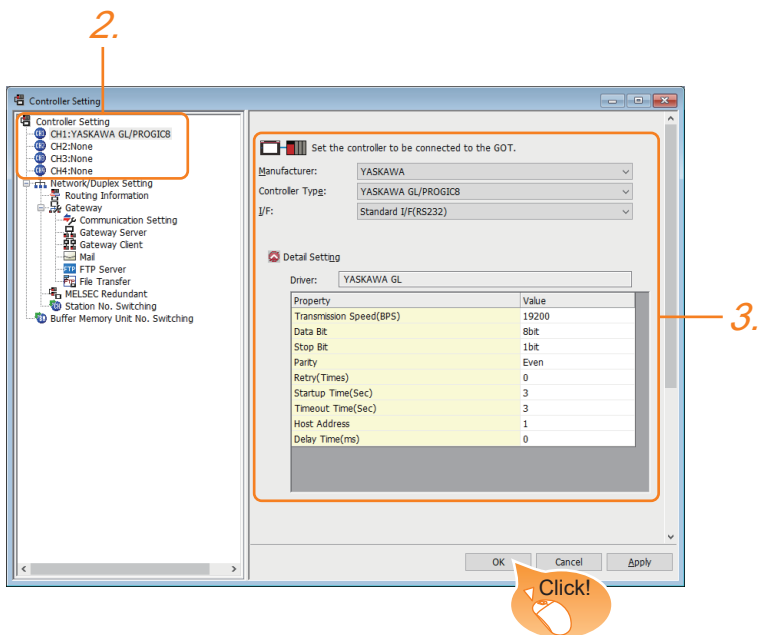 2.
Controller Setting
Controller Setting
CH1:YASKAWA GL/PROGIC8
CH2:None
CH3:None
CH4:None
Network/Duplex Setting
Routing Information
Gateway
Communication Setting
Gateway Server
Gateway Client
Mail
FTP FTP Server
File Transfer
MELSEC Redundant
Station No. Switching
Buffer Memory Unit No. Switching
Set the controller to be connected to the GOT.
Manufacturer: YASKAWA
Controller Type: YASKAWA GL/PROGIC8
I/F: Standard I/F(RS232)
Detail Setting
Driver: YASKAWA GL
Property Value
Transmission Speed(BPS) 19200
Data Bit 8bit
Stop Bit 1bit
Parity Even
Retry(Times) 0
Startup Time(Sec) 3
Timeout Time(Sec) 3
Host Address 1
Delay Time(ms) 0
3.
OK Cancel Apply
Click!